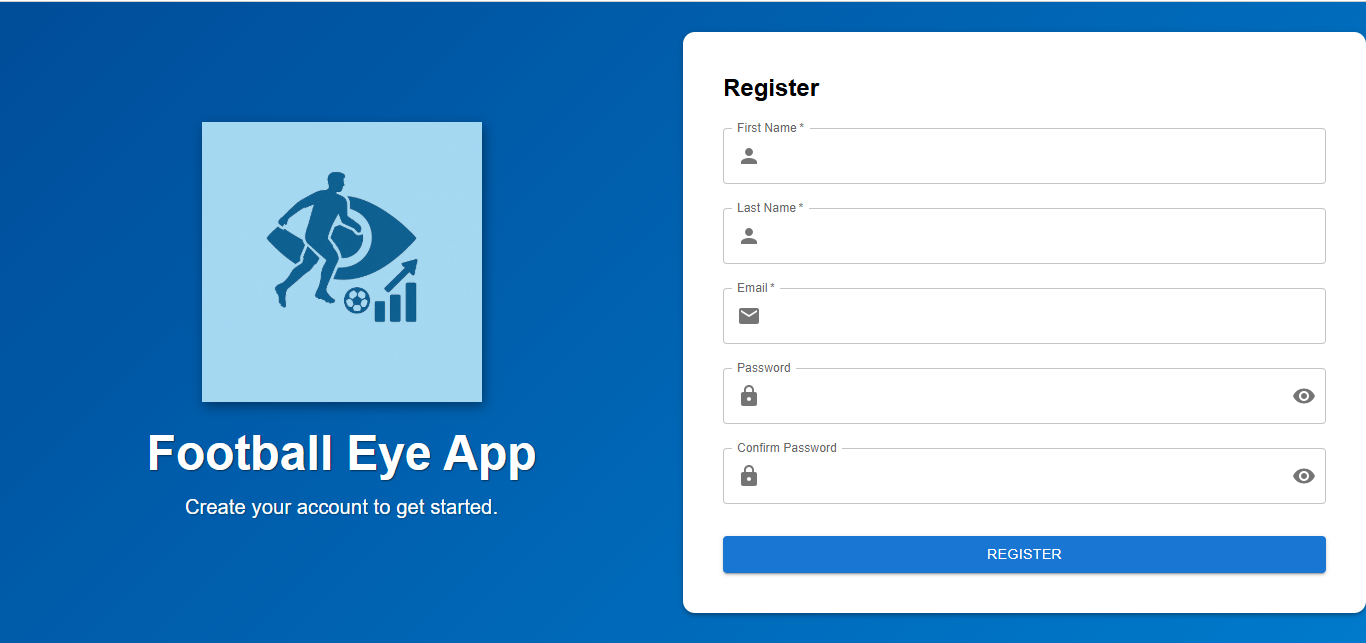 Football Eye App
Create your account to get started.
Register
First Name *
Last Name *
Email *
Password
Confirm Password
REGISTER